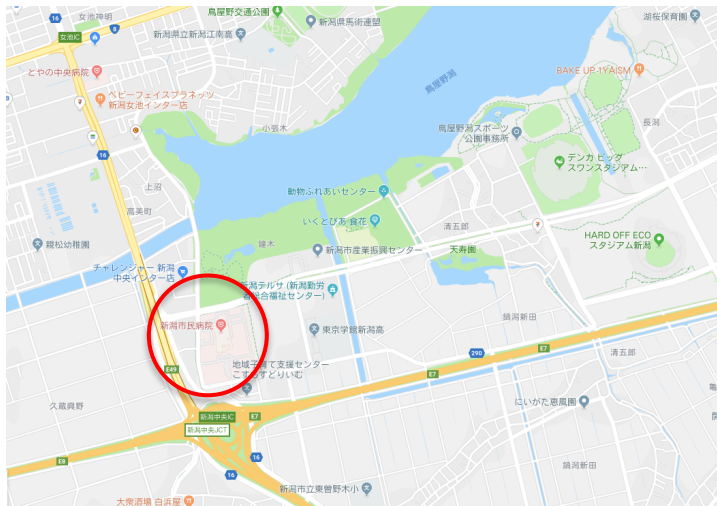 鳥屋野交通公園
新潟県馬術連盟
湖桜保育園
16
女池神明
8
新潟県立新潟江南高
女池IC
とやの中央病院
BAKE UP 1YAISM
鳥屋野潟
ベビーフェイスプラネッツ
新潟女池インター店
小張木
鳥屋野潟スポーツ
公園事務所
長潟
16
デンカ ビッグ
スワンスタジアム…
上沼
動物ふれあいセンター
高美町
いくとぴあ 食花
清五郎
親松幼稚園
鐘木
新潟市産業振興センター
天寿園
HARD OFF ECO
スタジアム新潟
チャレンジャー 新潟
中央インター店
新潟テルサ (新潟勤労
者総合福祉センター)
鍋潟新田
新潟市民病院
東京学館新潟高
E7
290
清五郎
地域子育て支援センター
こすもすどりいむ
E49
E7
久蔵興野
にいがた恵風園
新潟中央IC
E7
新潟中央JCT
16
E8
16
鍋潟新田
新潟市立東曽野木小
大衆酒場 白浜屋